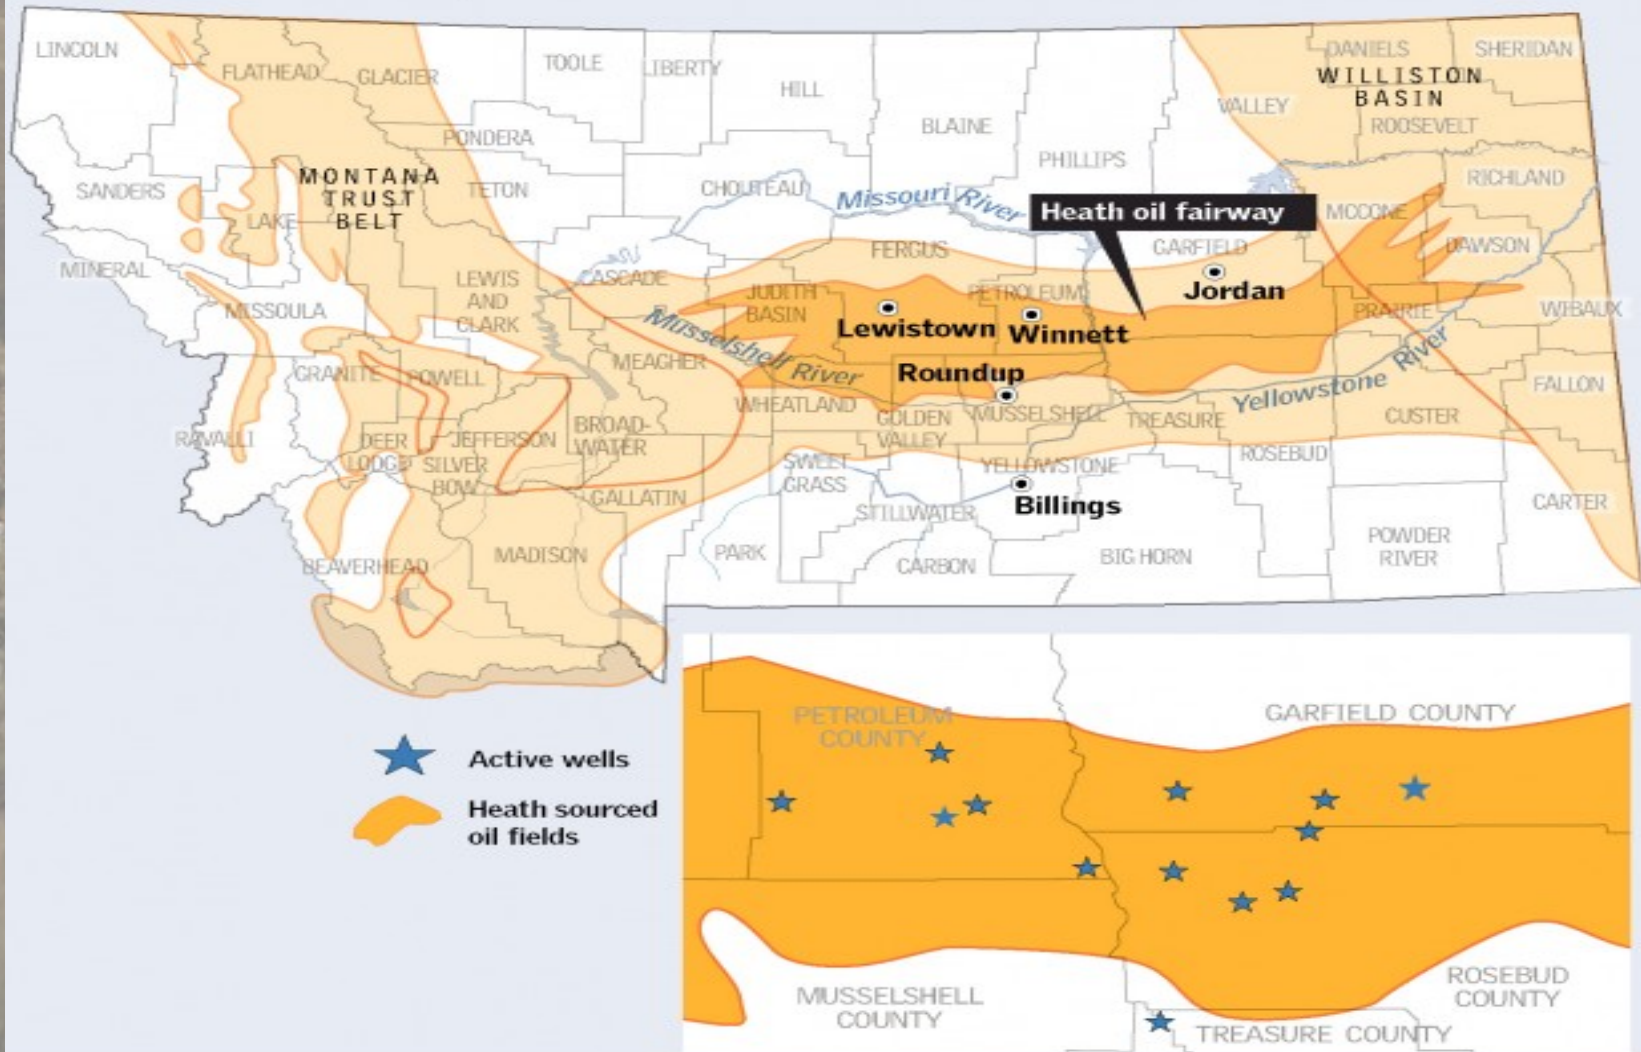 LINCOLN
FLATHEAD
GLACIER
TOOLE
LIBERTY
HILL
BLAINE
PHILLIPS
VALLEY
DANIELS
SHERIDAN
WILLISTON
BASIN
ROOSEVELT
PONDERA
SANDERS
MONTANA
TRUST
BELT
LAKE
TETON
CHOUTEAU
Missouri River
Heath oil fairway
RICHLAND
MCCONE
DAWSON
MINERAL
MISSOULA
LEWIS
AND
CLARK
CASCADE
FERGUS
GARFIELD
Jordan
JUDITH
BASIN
PETROLEUM
Lewistown
Winnett
PRAIRIE
WIBAUX
Musselshell River
MEAGHER
Roundup
GRANITE
POWELL
WHEATLAND
GOLDEN
VALLEY
MUSSELSHELL
TREASURE
Yellowstone River
CUSTER
FALLON
RAVALLI
DEER
LODGE
JEFFERSON
SILVER
BOW
BROAD-
WATER
GALLATIN
SWEET
GRASS
YELLOWSTONE
Billings
ROSEBUD
CARTER
STILLWATER
BEAVERHEAD
MADISON
PARK
CARBON
BIG HORN
POWDER
RIVER
Active wells
Heath sourced
oil fields
PETROLEUM
COUNTY
GARFIELD COUNTY
MUSSELSHELL
COUNTY
ROSEBUD
COUNTY
TREASURE COUNTY